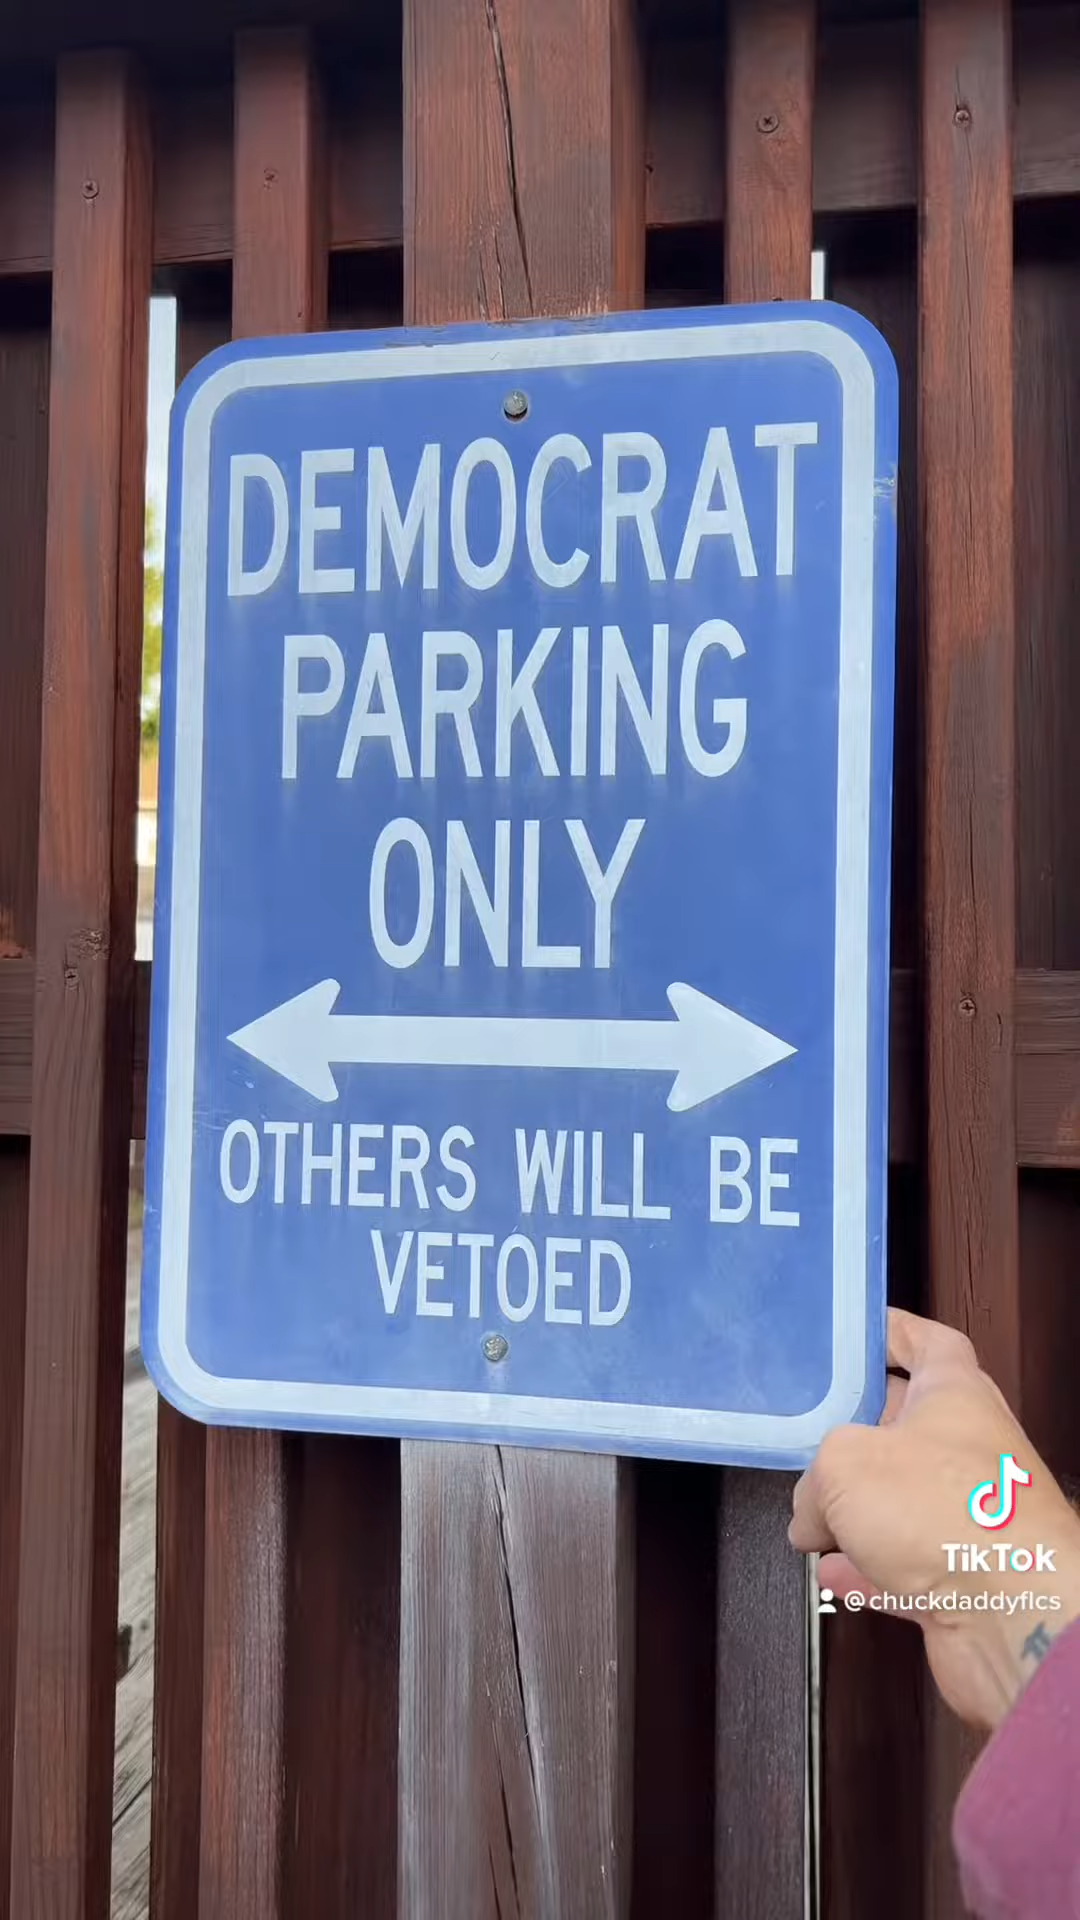 DEMOCRAT
PARKING
ONLY
OTHERS WILL BE
VETOED
TikTok
@chuckdaddyflcs